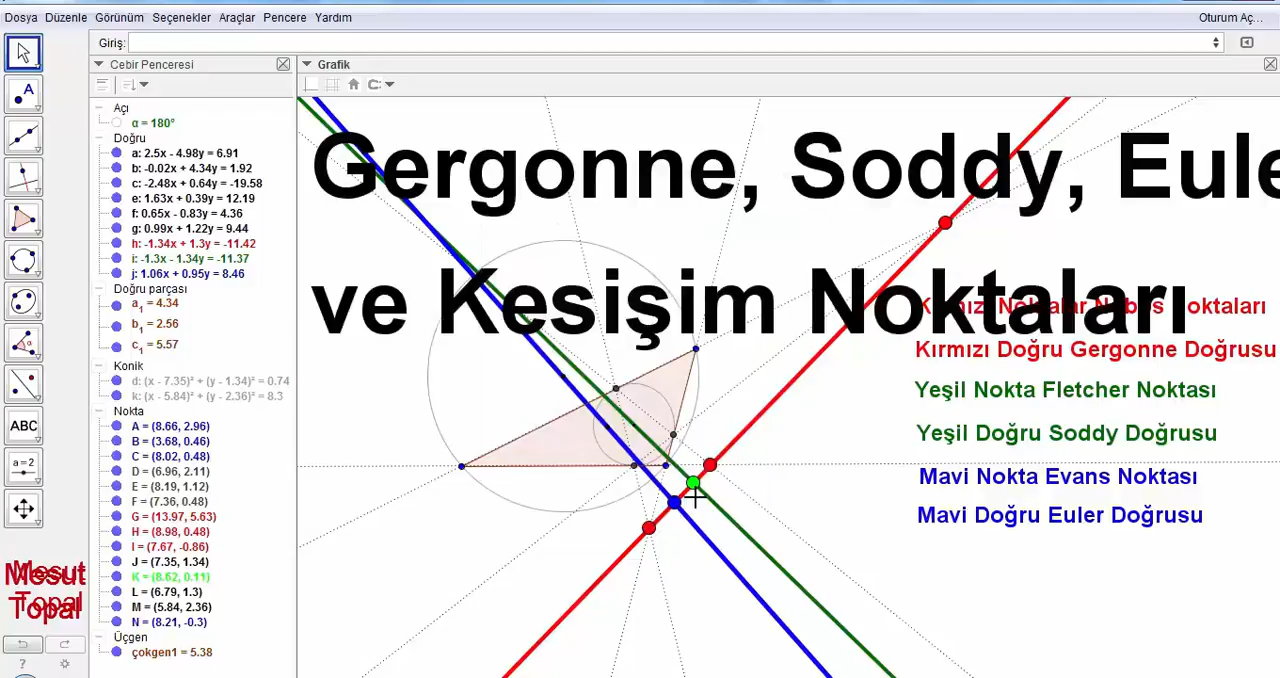 Dosya Düzenle Görünüm Seçenekler Araçlar Pencere Yardım Oturum Aç...
Giriş:
Cebir Penceresi
Grafik
Açı
α = 180°
Doğru
a: 2.5x - 4.98y = 6.91
b: -0.02x + 4.34y = 1.92
c: -2.48x + 0.64y = -19.58
e: 1.63x + 0.39y = 12.19
f: 0.65x - 0.83y = 4.36
g: 0.99x + 1.22y = 9.44
h: -1.34x + 1.3y = -11.42
i: -1.3x - 1.34y = -11.37
j: 1.06x + 0.95y = 8.46
Doğru parçası
a1 = 4.34
b1 = 2.56
c1 = 5.57
Konik
d: (x - 7.35)² + (y - 1.34)² = 0.74
k: (x - 5.84)² + (y - 2.36)² = 8.3
Nokta
A = (8.66, 2.96)
B = (3.68, 0.46)
C = (8.02, 0.48)
D = (6.96, 2.11)
E = (8.19, 1.12)
F = (7.36, 0.48)
G = (13.97, 5.63)
H = (8.98, 0.48)
I = (7.67, -0.86)
J = (7.35, 1.34)
K = (8.62, 0.11)
L = (6.79, 1.3)
M = (5.84, 2.36)
N = (8.21, -0.3)
Üçgen
çokgen1 = 5.38
A
ABC
a=2
Mesut
Topal
?
Gergonne, Soddy, Eule
ve Kesişim Noktaları
Kırmızı Noktalar Nobbs Noktaları
Kırmızı Doğru Gergonne Doğrusu
Yeşil Nokta Fletcher Noktası
Yeşil Doğru Soddy Doğrusu
Mavi Nokta Evans Noktası
Mavi Doğru Euler Doğrusu